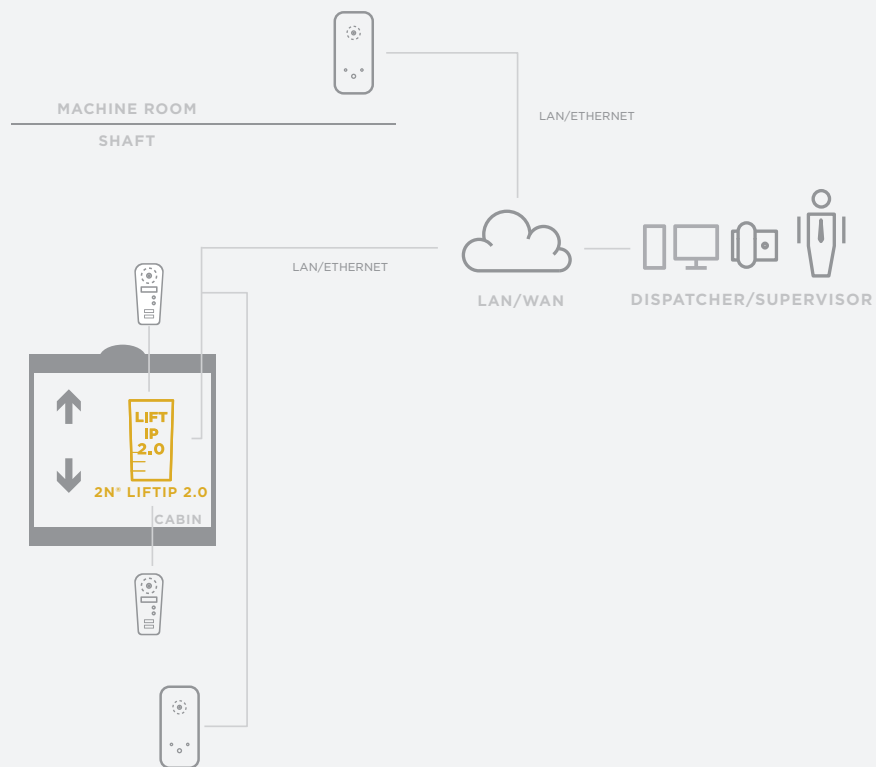 MACHINE ROOM
SHAFT
LAN/ETHERNET
LAN/ETHERNET
LAN/WAN
DISPATCHER/SUPERVISOR
LIFT
IP
2.0
2N® LIFTIP 2.0
CABIN